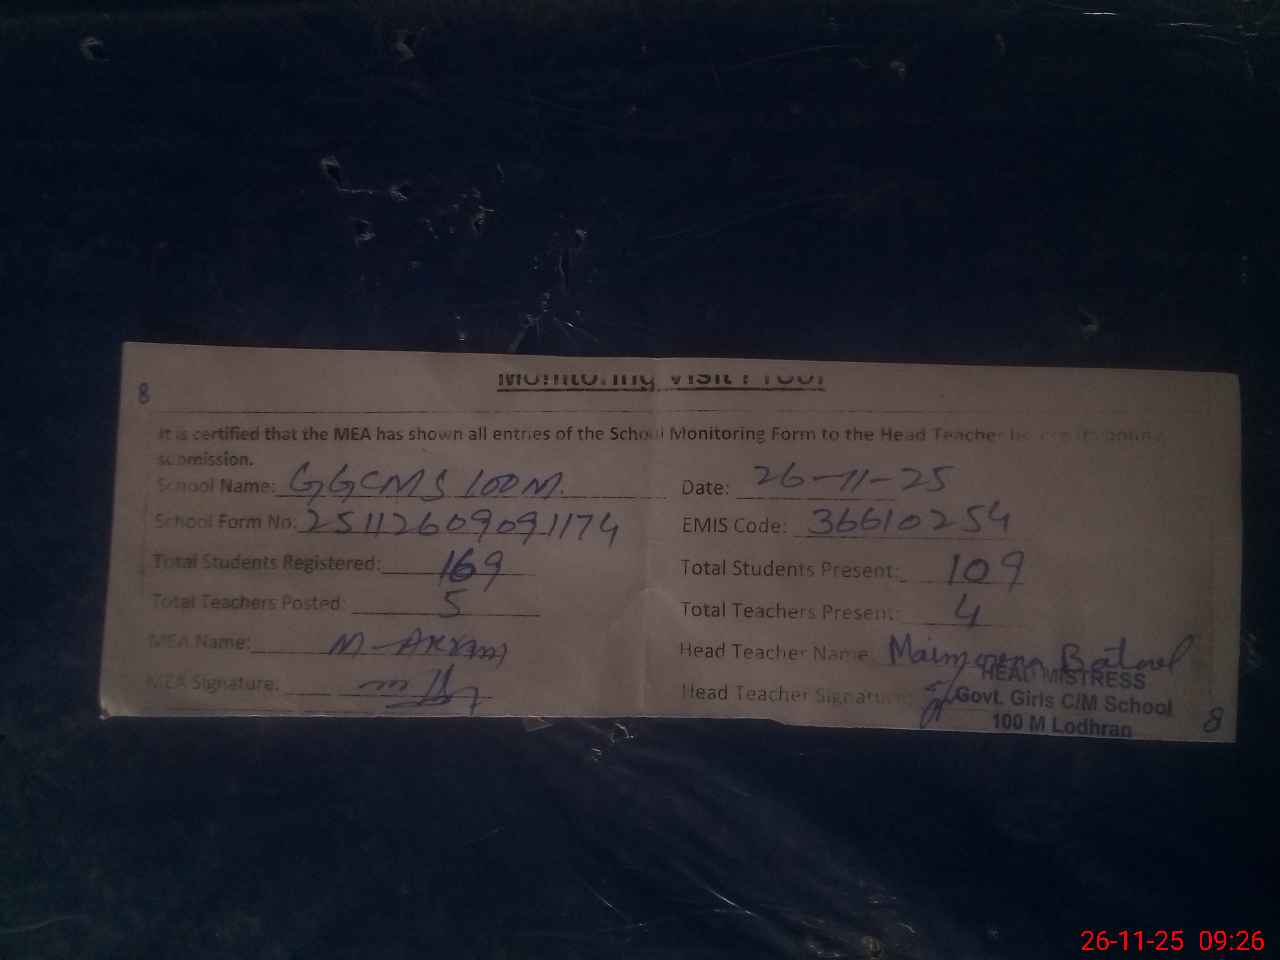 Monitoring Visit Proof
8
It is certified that the MEA has shown all entries of the School Monitoring Form to the Head Teacher
submission.
School Name: GGCMS 100 M. Date: 26-11-25
School Form No: 25112609091174 EMIS Code: 36610254
Total Students Registered: 169 Total Students Present: 109
Total Teachers Posted: 5 Total Teachers Present: 4
MEA Name: M-Akram Head Teacher Name: Maimoona Batool
HEAD MISTRESS
MEA Signature: Head Teacher Signature:
Govt. Girls C/M School
100 M Lodhran
8
26-11-25 09:26